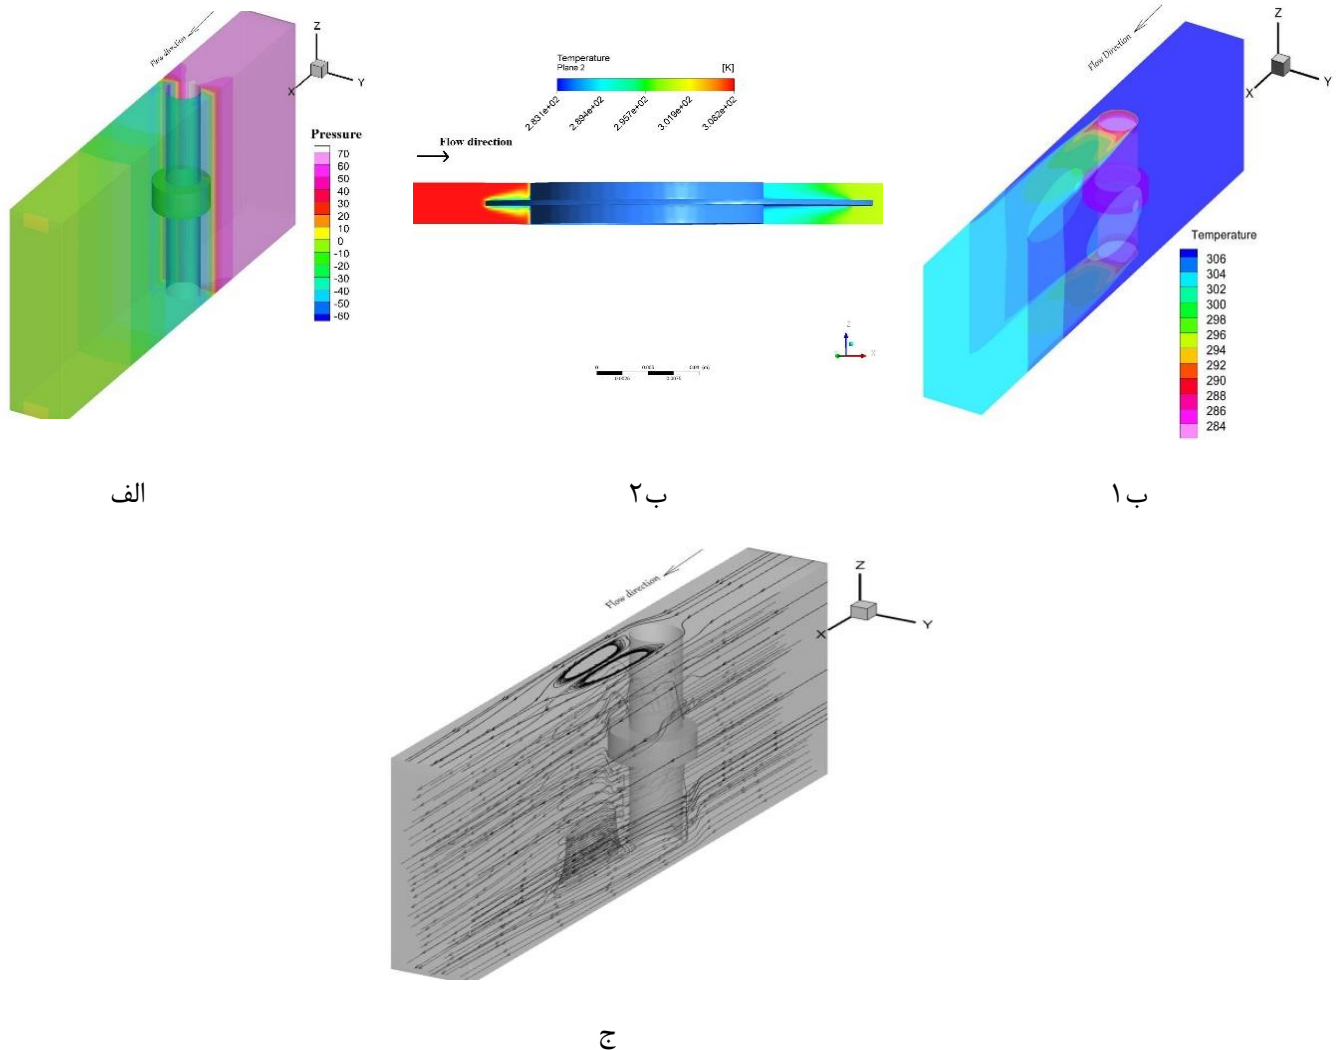 Flow direction
Z
Y
X
Pressure
70
60
50
40
30
20
10
0
-10
-20
-30
-40
-50
-60
Temperature
Plane 2
[K]
2.831e+02
2.894e+02
2.957e+02
3.019e+02
3.082e+02
Flow direction
Z
X
0
0.005
Flow Direction
Z
Y
X
Temperature
306
304
302
300
298
296
294
292
290
288
286
284
الف
ب۲
ب۱
Flow direction
Z
Y
X
ج